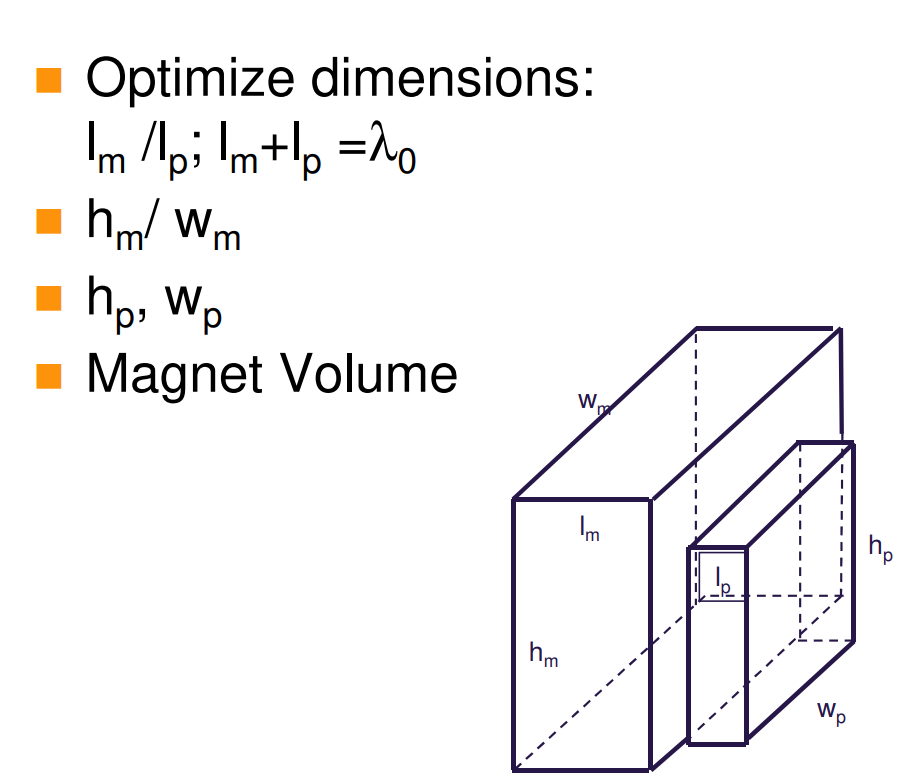 Optimize dimensions:
lₘ /lₚ; lₘ+lₚ =λ₀
hₘ/ wₘ
hₚ, wₚ
Magnet Volume
wₘ
lₘ
hₚ
lₚ
hₘ
wₚ